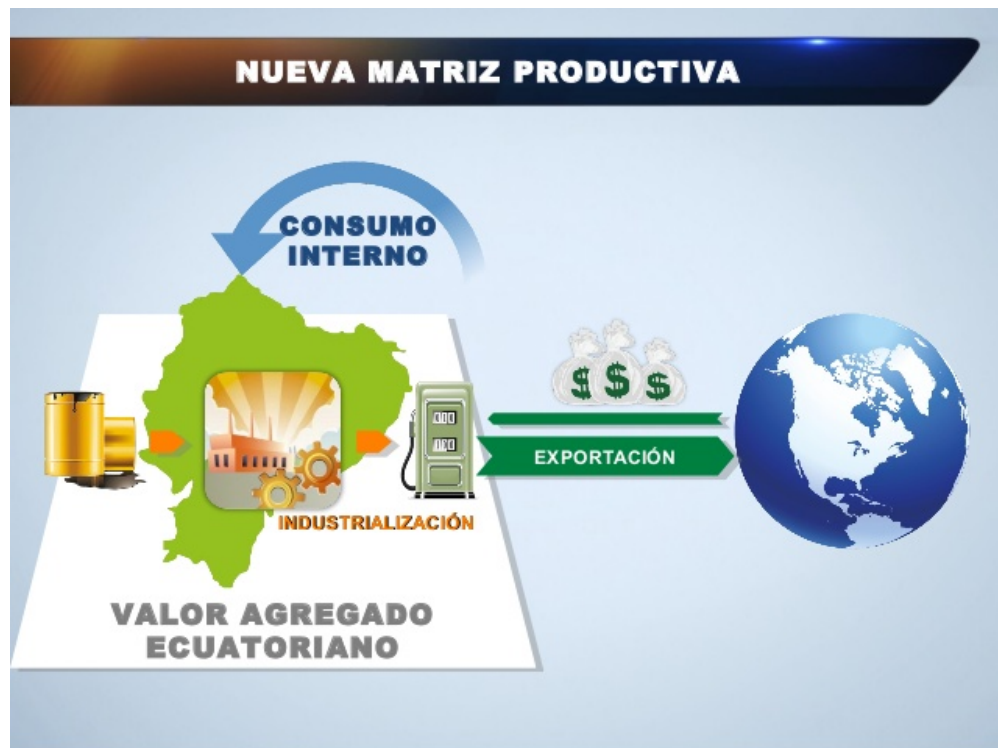 NUEVA MATRIZ PRODUCTIVA
CONSUMO
INTERNO
$ $ $
EXPORTACIÓN
INDUSTRIALIZACIÓN
VALOR AGREGADO
ECUATORIANO